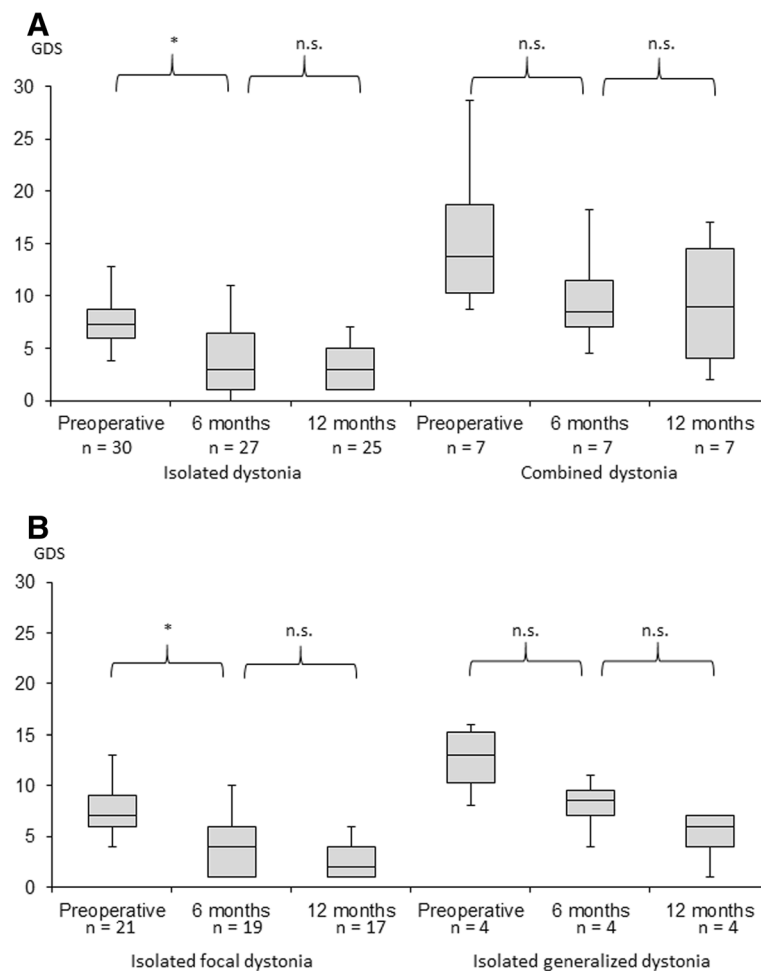 A
GDS
* n.s. n.s. n.s.
30
25
20
15
10
5
0
Preoperative 6 months 12 months Preoperative 6 months 12 months
n = 30 n = 27 n = 25 n = 7 n = 7 n = 7
Isolated dystonia Combined dystonia
B
GDS
* n.s. n.s. n.s.
30
25
20
15
10
5
0
Preoperative 6 months 12 months Preoperative 6 months 12 months
n = 21 n = 19 n = 17 n = 4 n = 4 n = 4
Isolated focal dystonia Isolated generalized dystonia